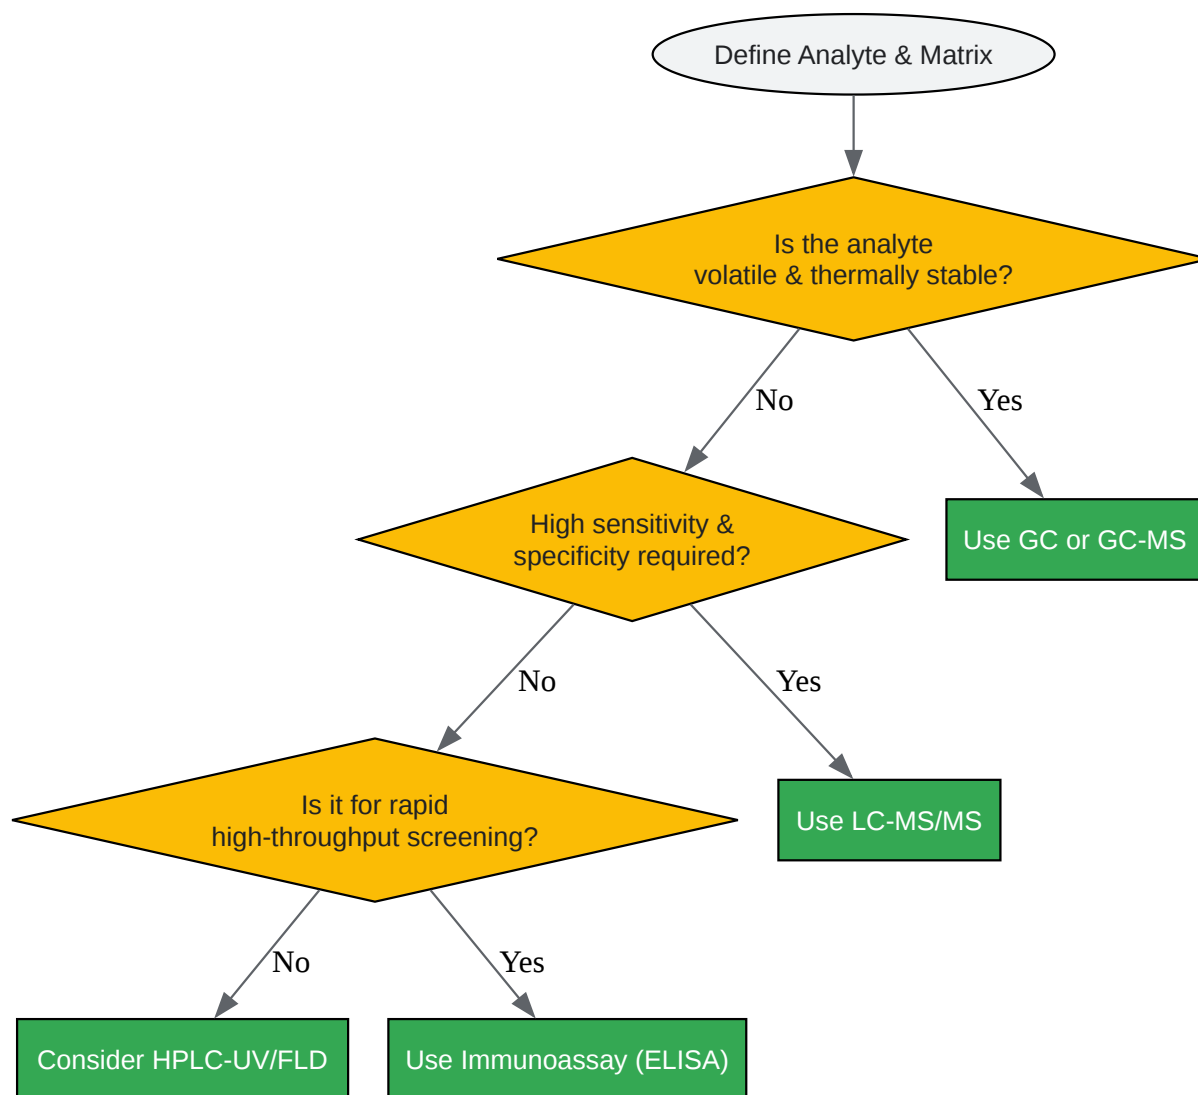 Define Analyte & Matrix
Is the analyte
volatile & thermally stable?
No
Yes
High sensitivity &
specificity required?
Use GC or GC-MS
No
Yes
Is it for rapid
high-throughput screening?
Use LC-MS/MS
No
Yes
Consider HPLC-UV/FLD
Use Immunoassay (ELISA)